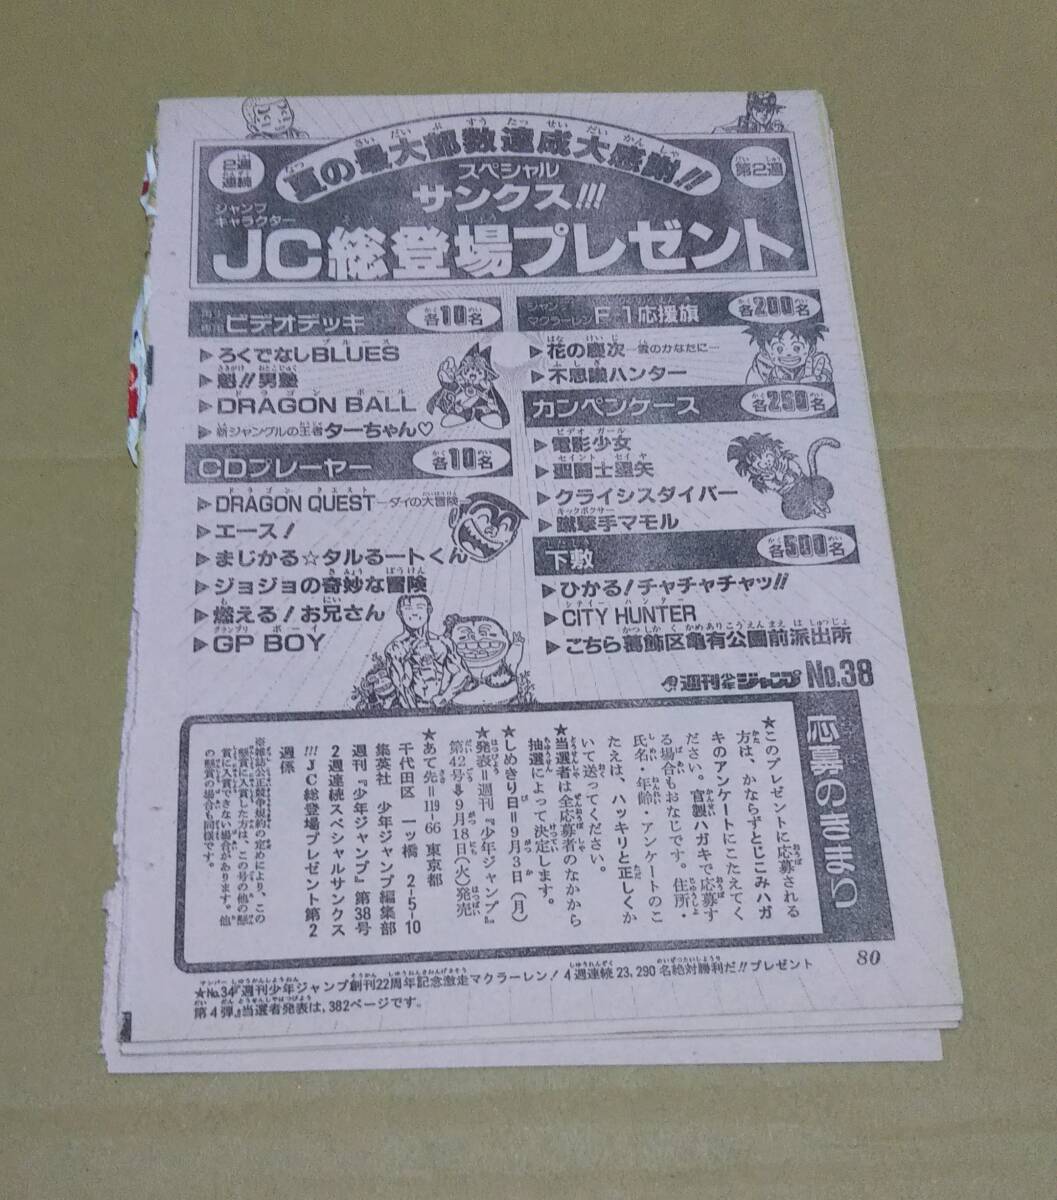 2週
連続
夏の最大部数達成大感謝!!
第2週
スペシャル
サンクス!!!
ジャンプ
キャラクター
JC総登場プレゼント
ビデオデッキ 各10名
▶ろくでなしBLUES
▶魁!!男塾
▶DRAGON BALL
▶新ジャングルの王者ターちゃん♡
CDプレーヤー 各10名
▶DRAGON QUEST—ダイの大冒険—
▶エース!
▶まじかる☆タルるートくん
▶ジョジョの奇妙な冒険
▶燃える!お兄さん
▶GP BOY
ジャンプ
マクラーレンF-1応援旗 各200名
▶花の慶次—雲のかなたに—
▶不思議ハンター
カンペンケース 各250名
▶電影少女
▶聖闘士星矢
▶クライシスダイバー
▶蹴撃手マモル
下敷 各500名
▶ひかる!チャチャチャッ!!
▶CITY HUNTER
▶こちら葛飾区亀有公園前派出所
週刊少年ジャンプ No.38
応募のきまり
★このプレゼントに応募される
方は、かならずとじこみハガ
キのアンケートにこたえてく
ださい。官製ハガキで応募す
る場合もおなじです。住所・
氏名・年齢・アンケートのこ
たえは、ハッキリと正しくか
いて送ってください。
★当選者は全応募者のなかから
抽選によって決定します。
★しめきり日=9月3日(月)
★発表=週刊『少年ジャンプ』
第42号=9月18日(火)発売
★あて先=119-66 東京都
千代田区一ツ橋 2-5-10
集英社 少年ジャンプ編集部
週刊『少年ジャンプ』第38号
2週連続スペシャルサンクス
!!!JC総登場プレゼント第2
週係
※雑誌公正競争規約の定めにより、この
懸賞に入賞した方は、この号の他の懸
賞に入賞できない場合があります。他
の懸賞の場合も同様です。
80
★No.34『週刊少年ジャンプ創刊22周年記念激走マクラーレン!4週連続23,290名絶対勝利だ!!プレゼント
第4弾』当選者発表は、382ページです。